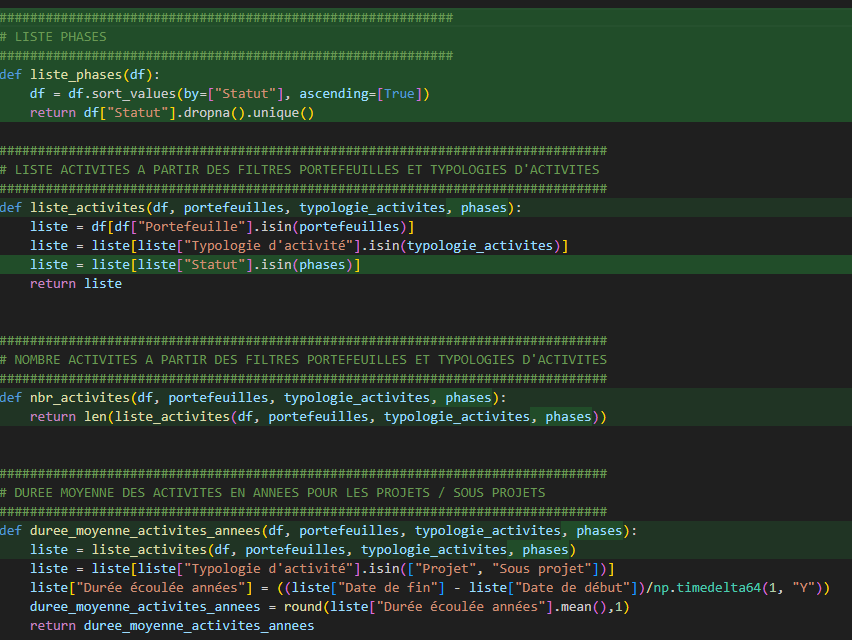 ###########################################################
# LISTE PHASES
###########################################################
def liste_phases(df):
    df = df.sort_values(by=["Statut"], ascending=[True])
    return df["Statut"].dropna().unique()
###############################################################################
# LISTE ACTIVITES A PARTIR DES FILTRES PORTEFEUILLES ET TYPOLOGIES D'ACTIVITES
###############################################################################
def liste_activites(df, portefeuilles, typologie_activites, phases):
    liste = df[df["Portefeuille"].isin(portefeuilles)]
    liste = liste[liste["Typologie d'activité"].isin(typologie_activites)]
    liste = liste[liste["Statut"].isin(phases)]
    return liste
###############################################################################
# NOMBRE ACTIVITES A PARTIR DES FILTRES PORTEFEUILLES ET TYPOLOGIES D'ACTIVITES
###############################################################################
def nbr_activites(df, portefeuilles, typologie_activites, phases):
    return len(liste_activites(df, portefeuilles, typologie_activites, phases))
###############################################################################
# DUREE MOYENNE DES ACTIVITES EN ANNEES POUR LES PROJETS / SOUS PROJETS
###############################################################################
def duree_moyenne_activites_annees(df, portefeuilles, typologie_activites, phases):
    liste = liste_activites(df, portefeuilles, typologie_activites, phases)
    liste = liste[liste["Typologie d'activité"].isin(["Projet", "Sous projet"])]
    liste["Durée écoulée années"] = ((liste["Date de fin"] - liste["Date de début"])/np.timedelta64(1, "Y"))
    duree_moyenne_activites_annees = round(liste["Durée écoulée années"].mean(),1)
    return duree_moyenne_activites_annees